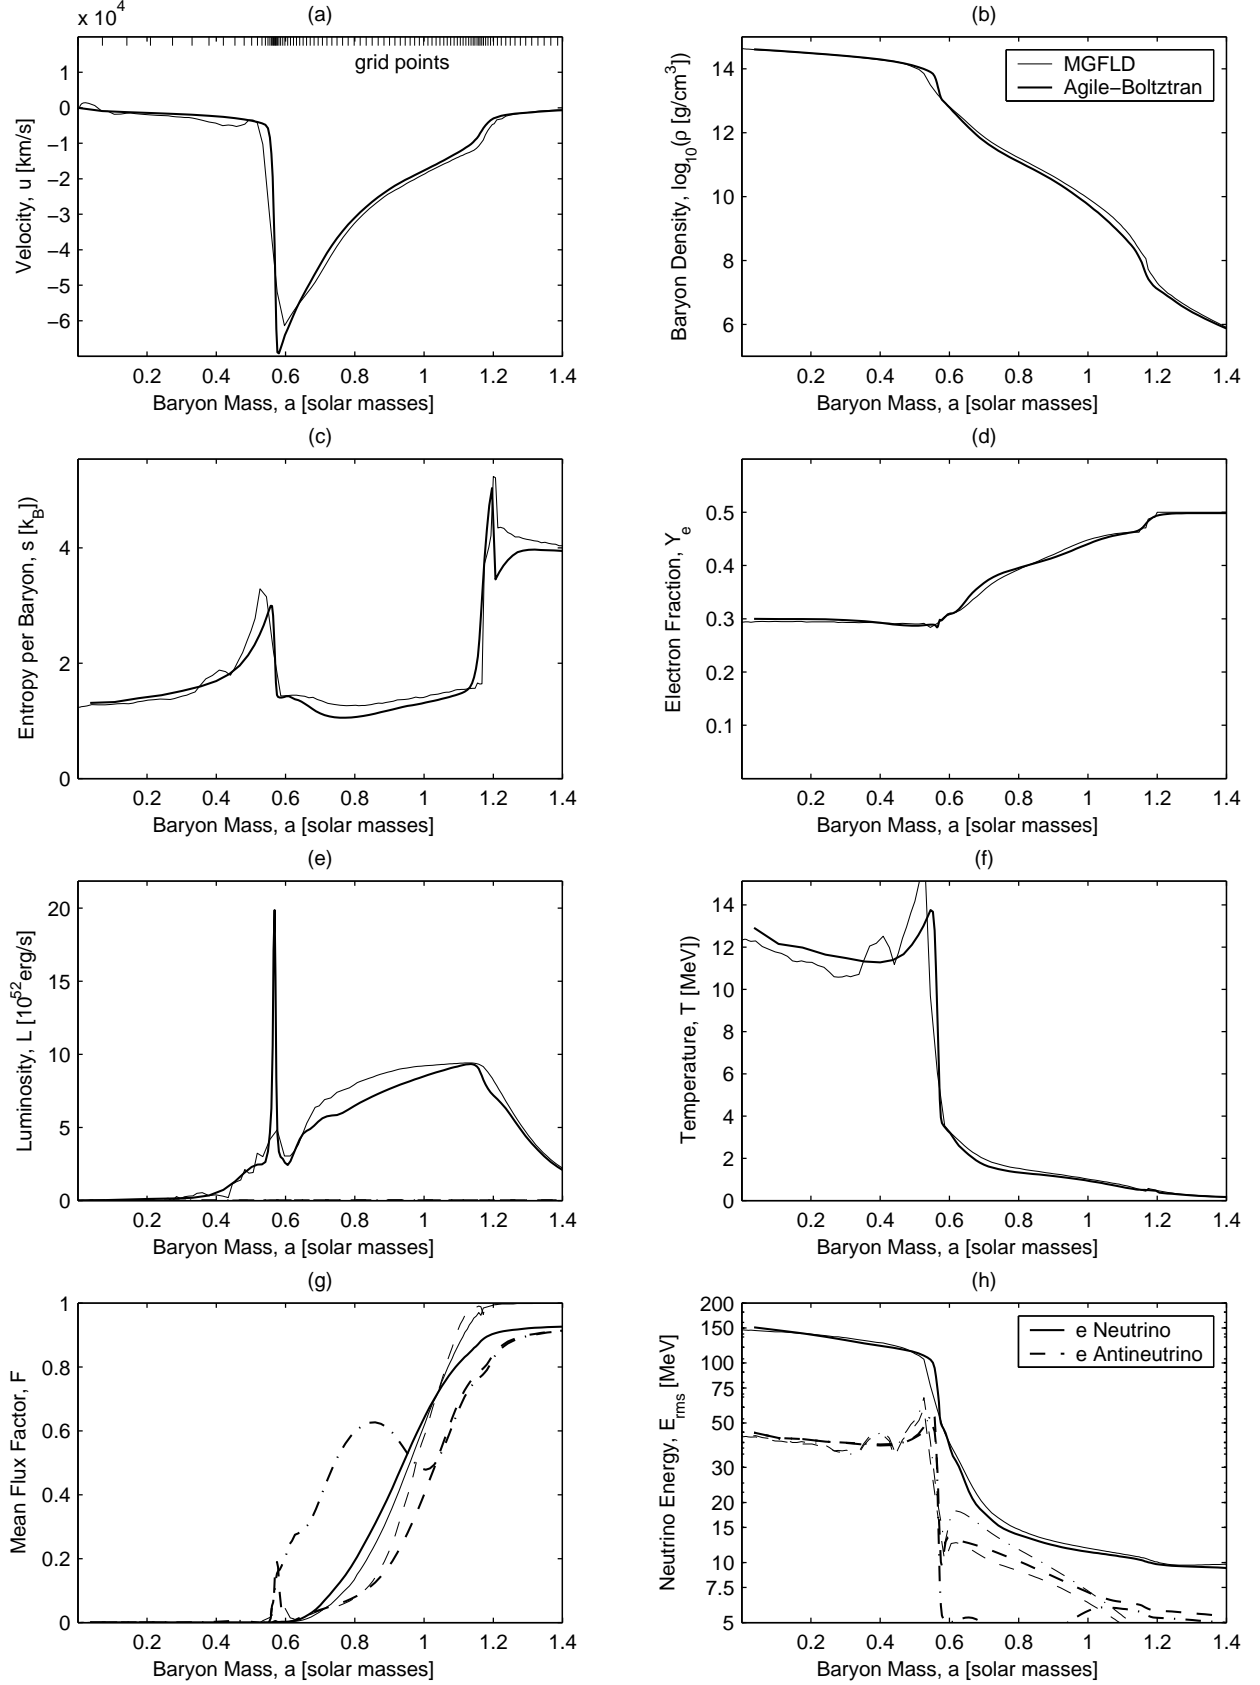 (a)
x 10^4
grid points
1
0
−1
−2
−3
−4
−5
−6
Velocity, u [km/s]
0.2 0.4 0.6 0.8 1 1.2 1.4
Baryon Mass, a [solar masses]
(b)
MGFLD
Agile−Boltztran
14
12
10
8
6
Baryon Density, log10(ρ [g/cm^3])
0.2 0.4 0.6 0.8 1 1.2 1.4
Baryon Mass, a [solar masses]
(c)
4
2
0
Entropy per Baryon, s [k_B])
0.2 0.4 0.6 0.8 1 1.2 1.4
Baryon Mass, a [solar masses]
(d)
0.5
0.4
0.3
0.2
0.1
Electron Fraction, Y_e
0.2 0.4 0.6 0.8 1 1.2 1.4
Baryon Mass, a [solar masses]
(e)
20
15
10
5
0
Luminosity, L [10^52 erg/s]
0.2 0.4 0.6 0.8 1 1.2 1.4
Baryon Mass, a [solar masses]
(f)
14
12
10
8
6
4
2
0
Temperature, T [MeV])
0.2 0.4 0.6 0.8 1 1.2 1.4
Baryon Mass, a [solar masses]
(g)
1
0.8
0.6
0.4
0.2
0
Mean Flux Factor, F
0.2 0.4 0.6 0.8 1 1.2 1.4
Baryon Mass, a [solar masses]
(h)
e Neutrino
e Antineutrino
200
150
100
75
50
30
20
15
10
7.5
5
Neutrino Energy, E_rms [MeV]
0.2 0.4 0.6 0.8 1 1.2 1.4
Baryon Mass, a [solar masses]